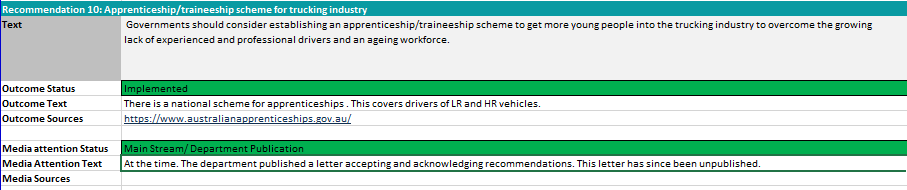 Recommendation 10: Apprenticeship/traineeship scheme for trucking industry
Text
Governments should consider establishing an apprenticeship/traineeship scheme to get more young people into the trucking industry to overcome the growing
lack of experienced and professional drivers and an ageing workforce.
Outcome Status Implemented
Outcome Text There is a national scheme for apprenticeships . This covers drivers of LR and HR vehicles.
Outcome Sources https://www.australianapprenticeships.gov.au/
Media attention Status Main Stream/ Department Publication
Media Attention Text At the time. The department published a letter accepting and acknowledging recommendations. This letter has since been unpublished.
Media Sources